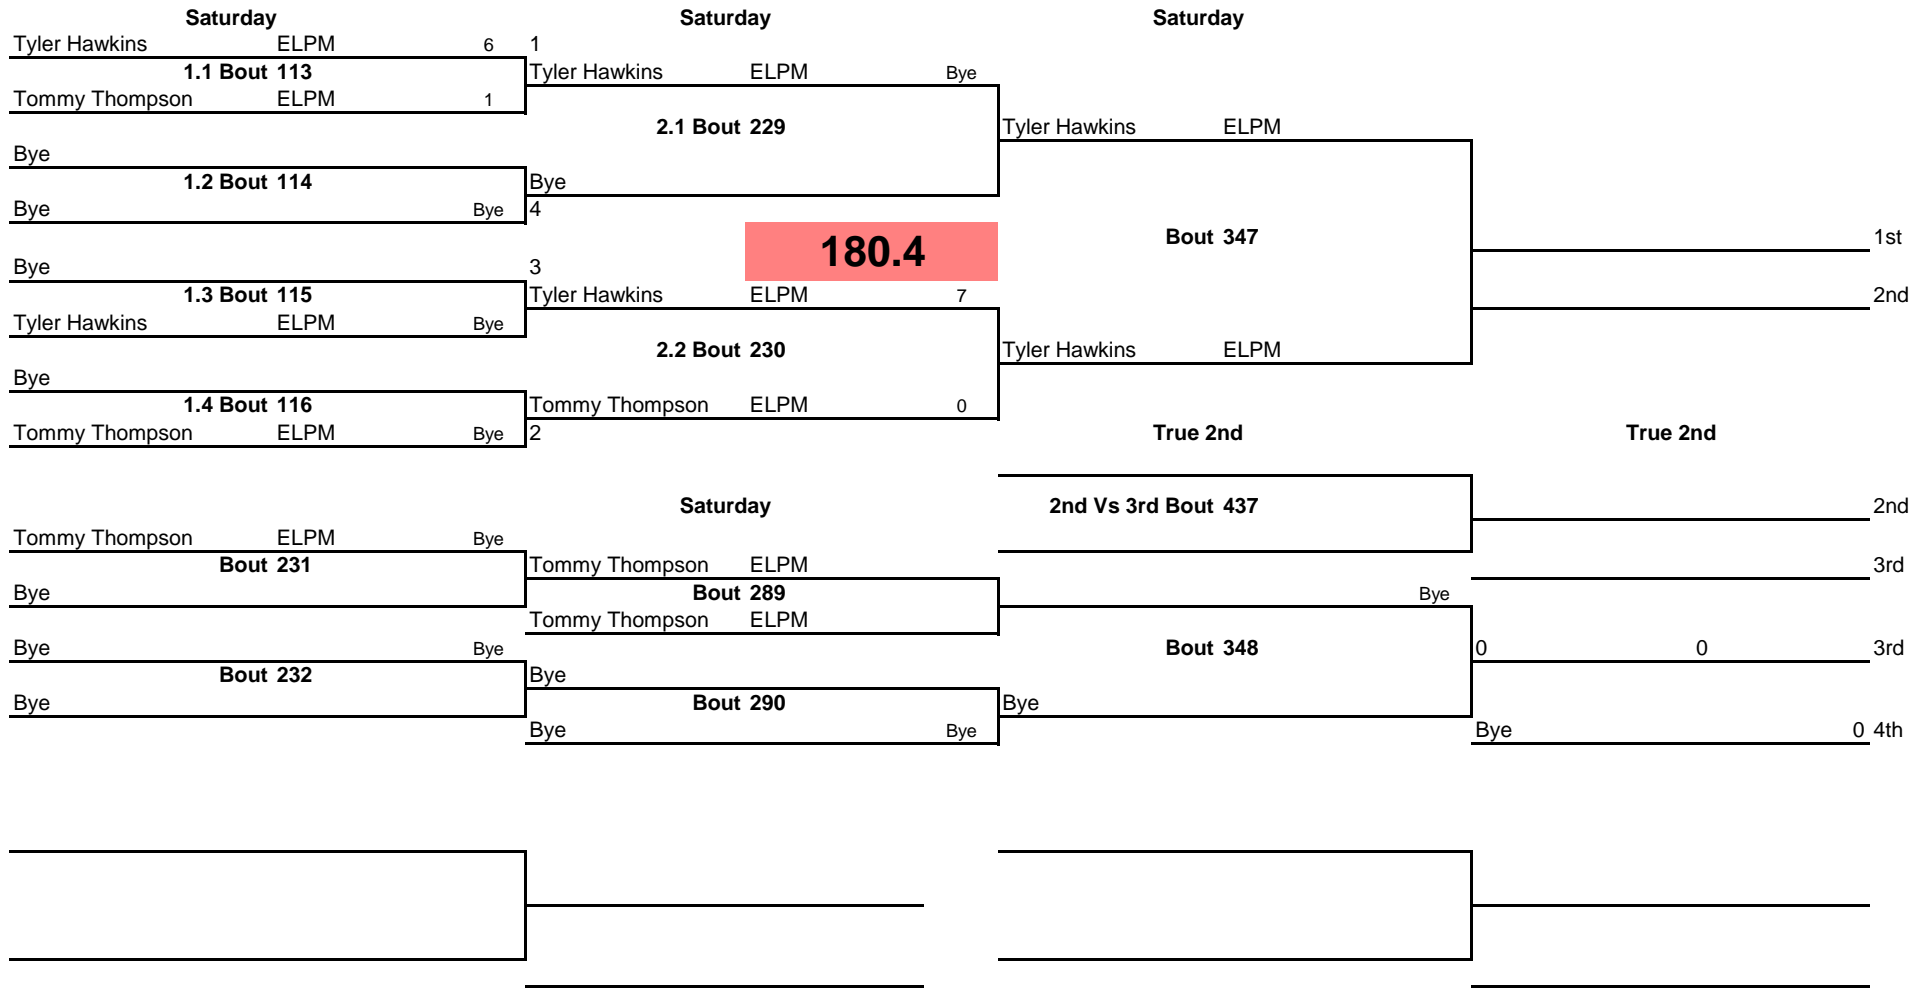 Saturday Saturday Saturday
Tyler Hawkins ELPM 6 1
1.1 Bout 113 Tyler Hawkins ELPM Bye
Tommy Thompson ELPM 1
2.1 Bout 229 Tyler Hawkins ELPM
Bye
1.2 Bout 114 Bye
Bye Bye 4
180.4 Bout 347 1st
Bye 3
1.3 Bout 115 Tyler Hawkins ELPM 7 2nd
Tyler Hawkins ELPM Bye
2.2 Bout 230 Tyler Hawkins ELPM
Bye
1.4 Bout 116 Tommy Thompson ELPM 0
Tommy Thompson ELPM Bye 2 True 2nd True 2nd
Saturday 2nd Vs 3rd Bout 437 2nd
Tommy Thompson ELPM Bye
Bout 231 Tommy Thompson ELPM 3rd
Bye Bout 289 Bye
Tommy Thompson ELPM
Bye Bye Bout 348 0 0 3rd
Bout 232 Bye
Bye Bout 290 Bye
Bye Bye Bye 0 4th